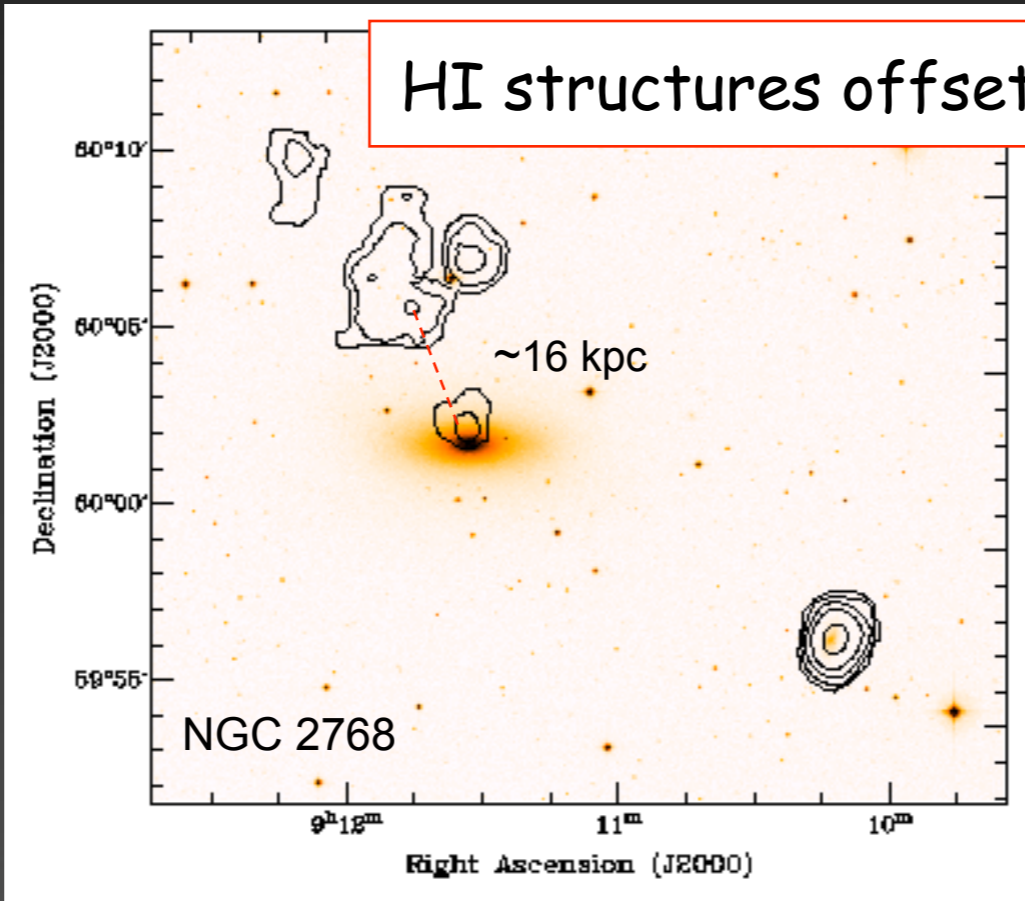 HI structures offset
60°10'
60°05'
~16 kpc
60°00'
59°55'
NGC 2768
9h12m 11m 10m
Right Ascension (J2000)
Declination (J2000)